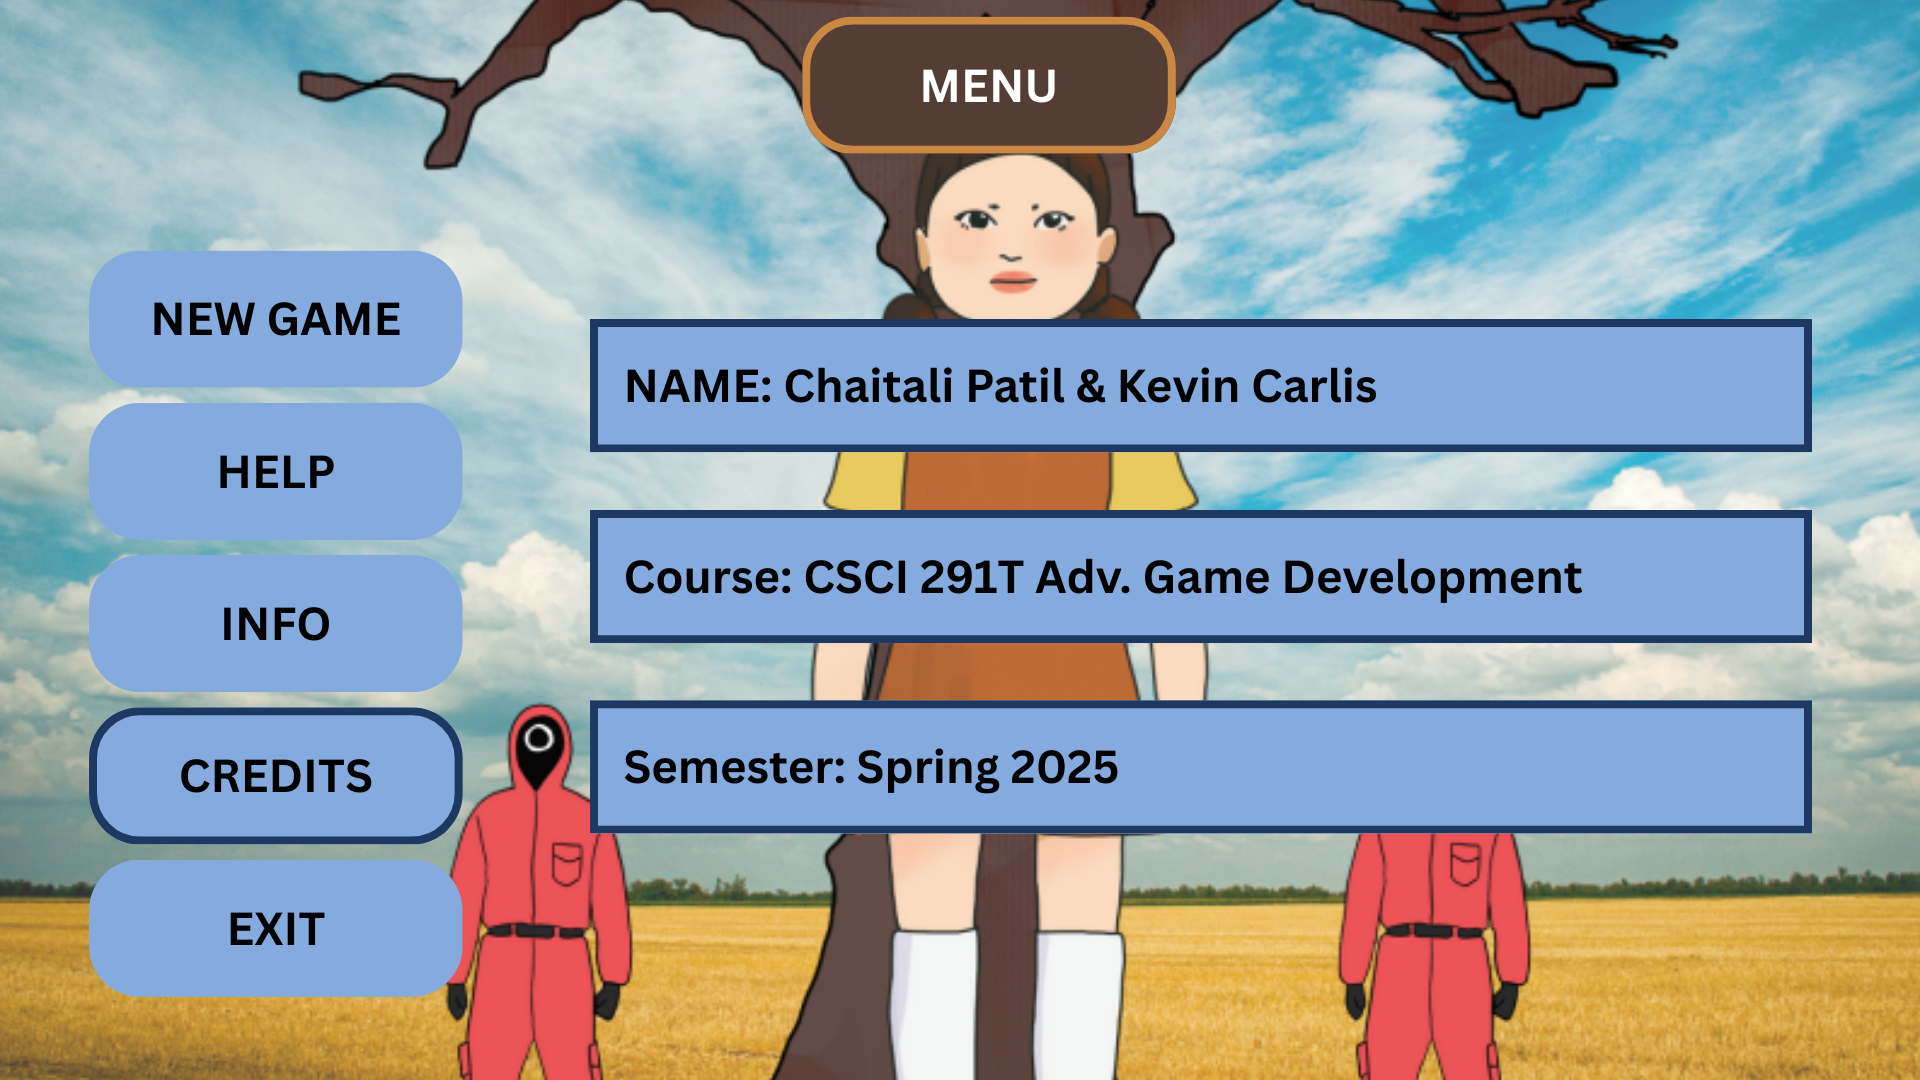 MENU
NEW GAME
HELP
INFO
CREDITS
EXIT
NAME: Chaitali Patil & Kevin Carlis
Course: CSCI 291T Adv. Game Development
Semester: Spring 2025